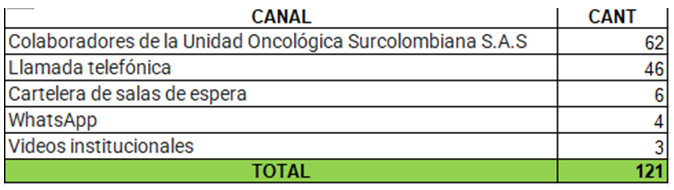 CANAL CANT
Colaboradores de la Unidad Oncológica Surcolombiana S.A.S 62
Llamada telefónica 46
Cartelera de salas de espera 6
WhatsApp 4
Videos institucionales 3
TOTAL 121